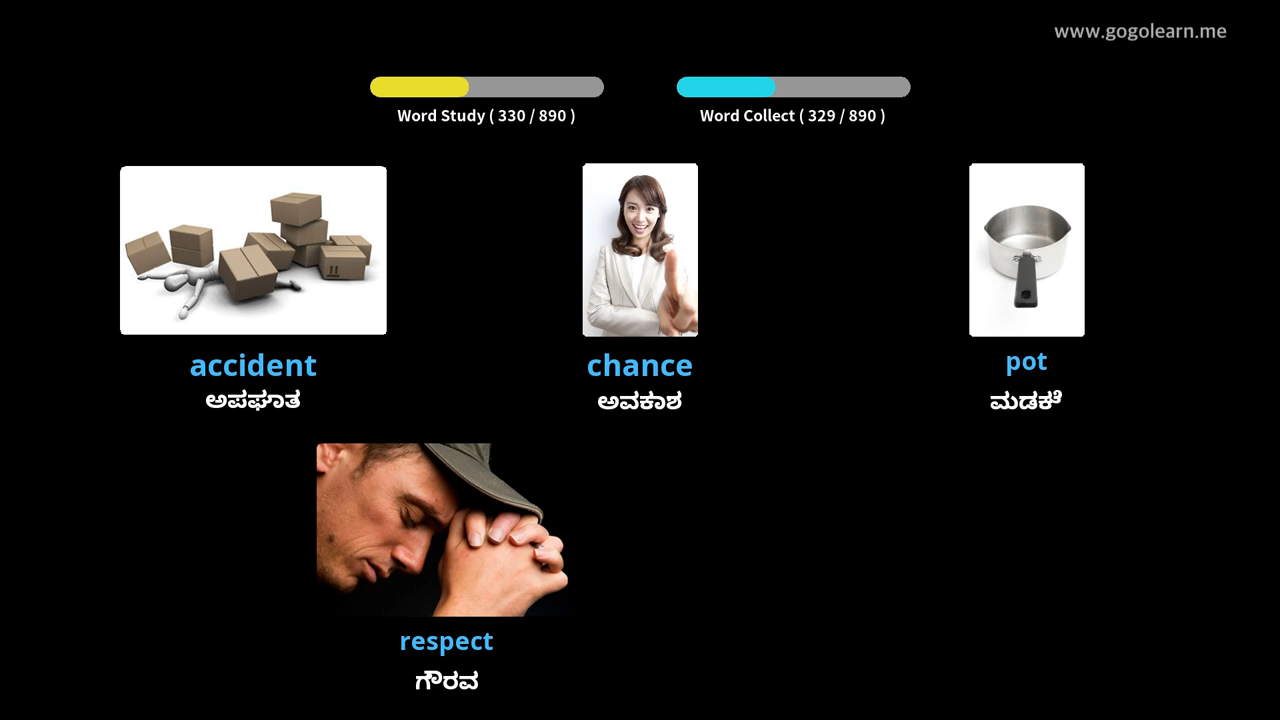 www.gogolearn.me
Word Study ( 330 / 890 )
Word Collect ( 329 / 890 )
accident
ಅಪಘಾತ
chance
ಅವಕಾಶ
pot
ಮಡಕೆ
respect
ಗೌರವ